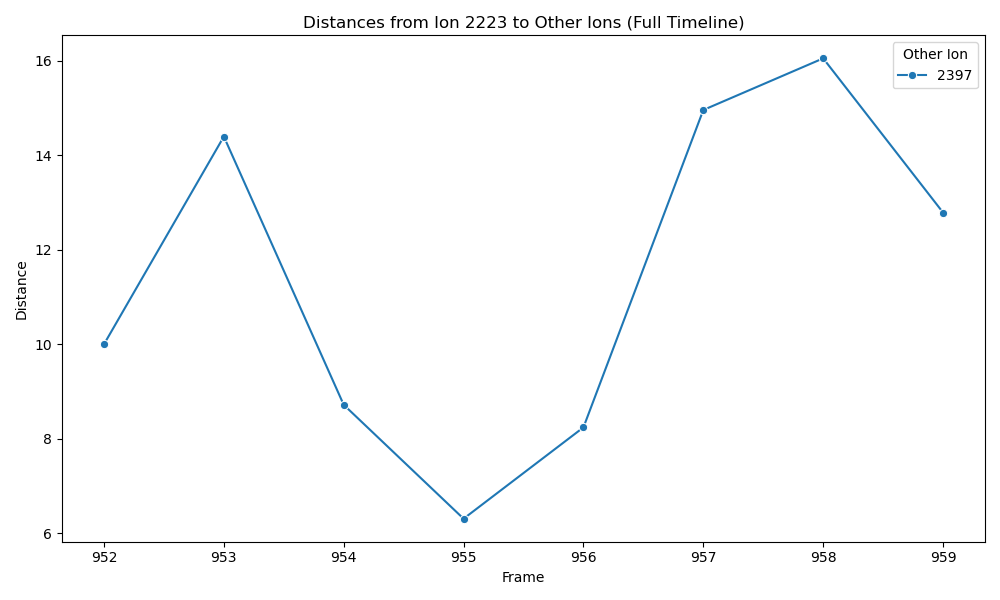 Distances from Ion 2223 to Other Ions (Full Timeline)
Other Ion
2397
Distance
16
14
12
10
8
6
952 953 954 955 956 957 958 959
Frame